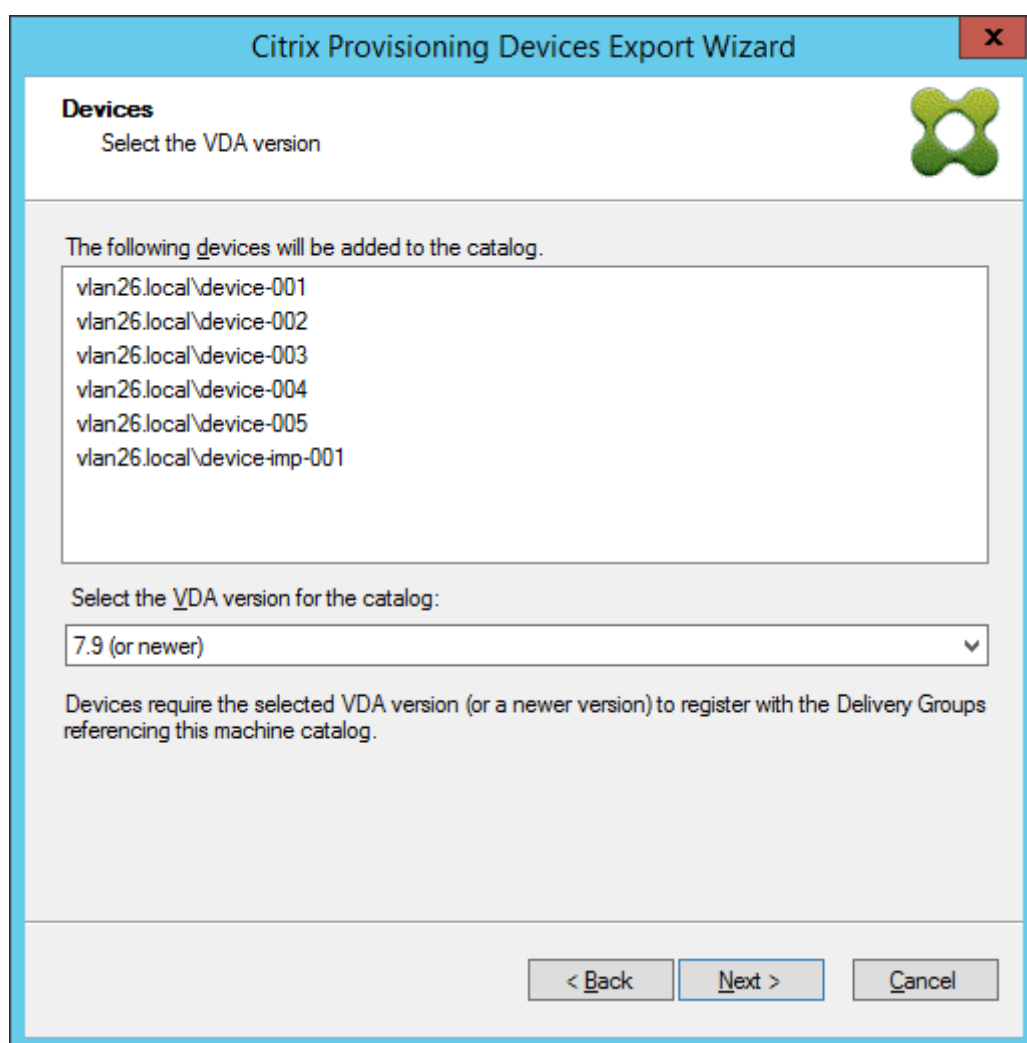 Citrix Provisioning Devices Export Wizard
x
Devices
Select the VDA version
The following devices will be added to the catalog.
vlan26.local\device-001
vlan26.local\device-002
vlan26.local\device-003
vlan26.local\device-004
vlan26.local\device-005
vlan26.local\device-imp-001
Select the VDA version for the catalog:
7.9 (or newer)
Devices require the selected VDA version (or a newer version) to register with the Delivery Groups
referencing this machine catalog.
< Back Next > Cancel